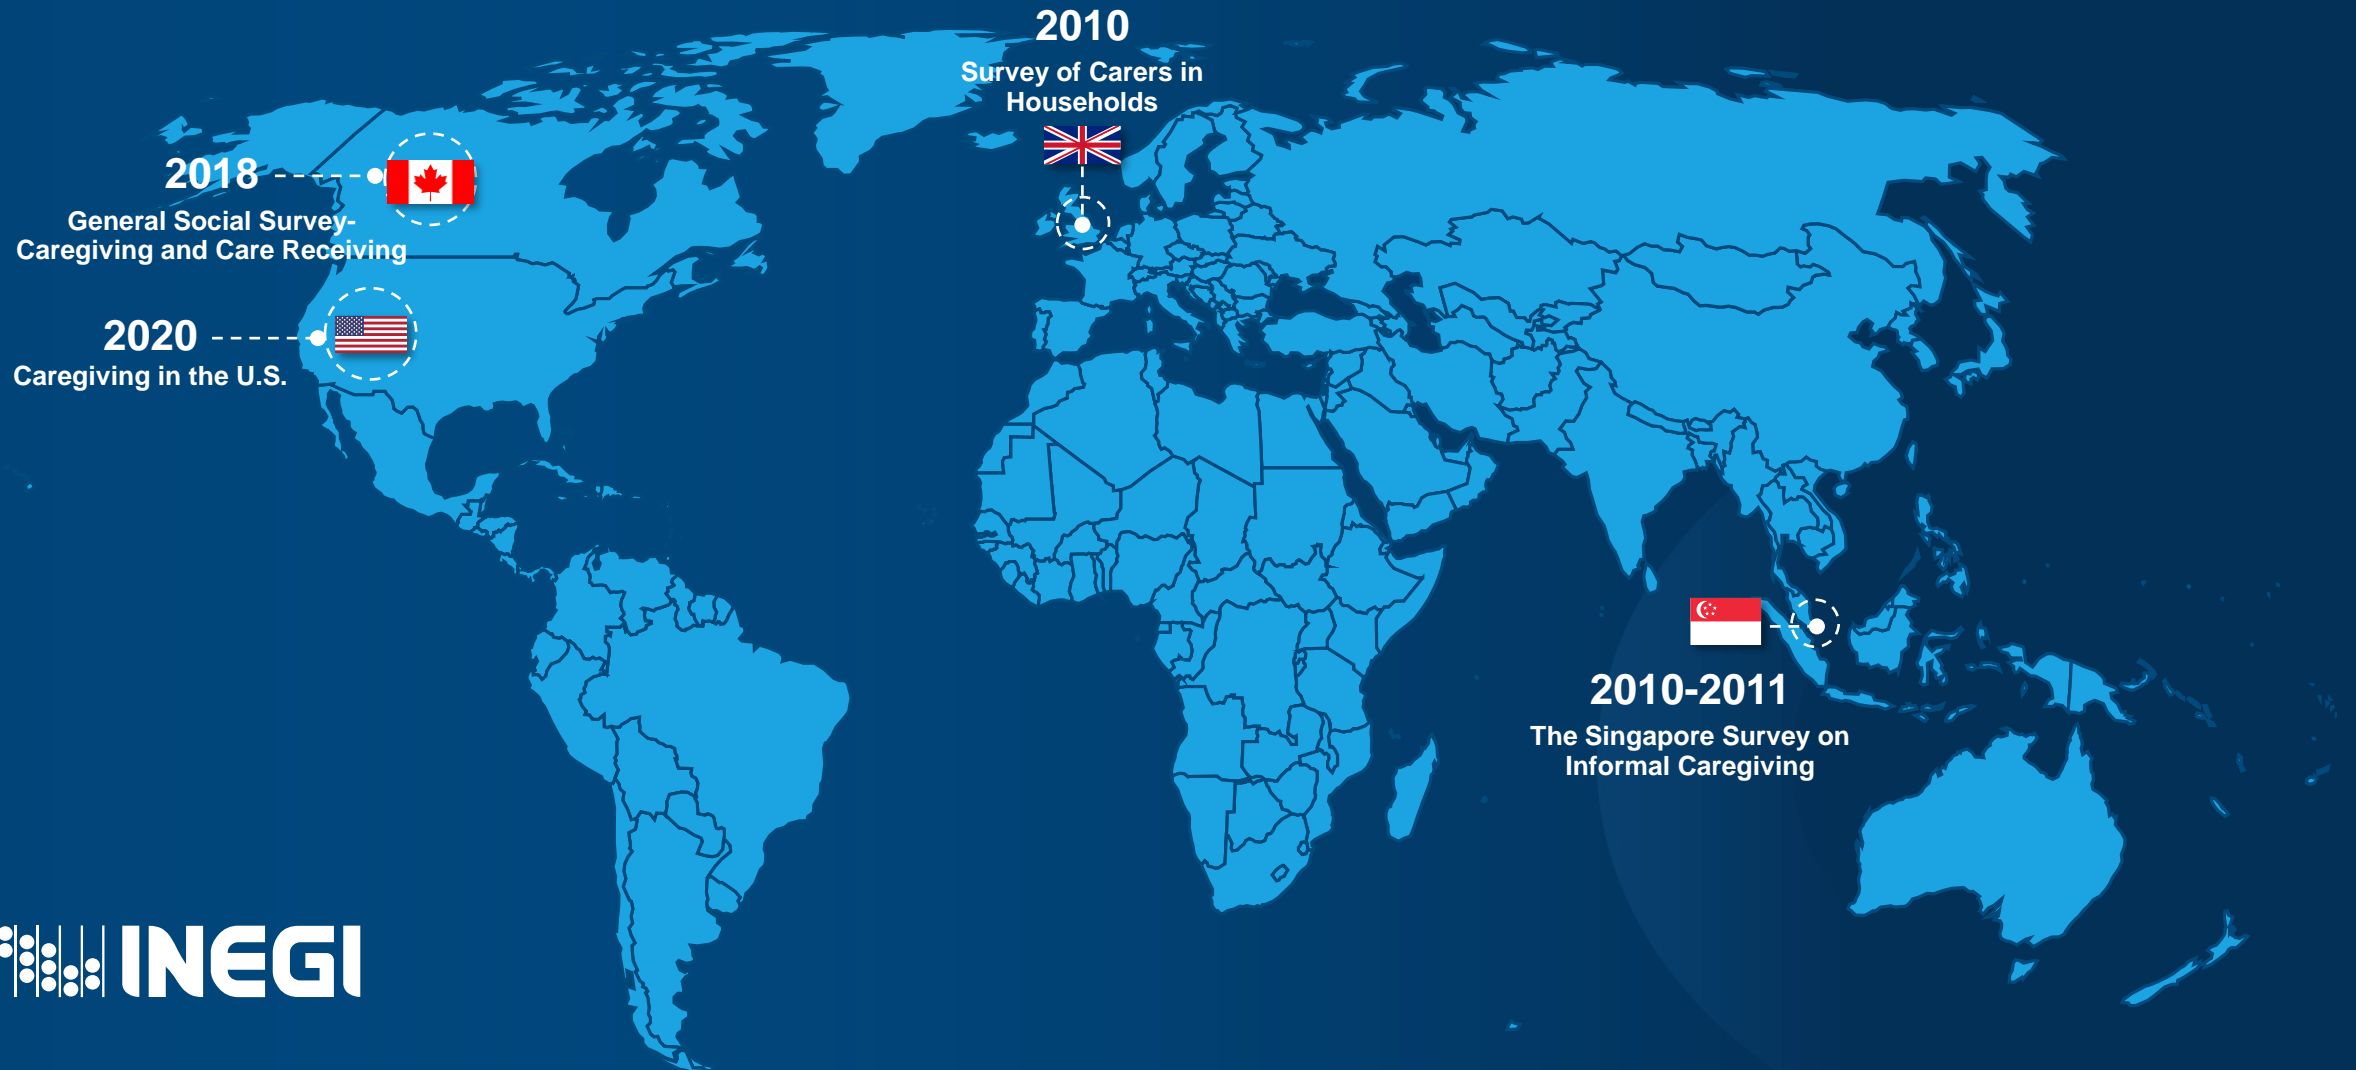 2010
Survey of Carers in
Households
2018
General Social Survey-
Caregiving and Care Receiving
2020
Caregiving in the U.S.
2010-2011
The Singapore Survey on
Informal Caregiving
INEGI